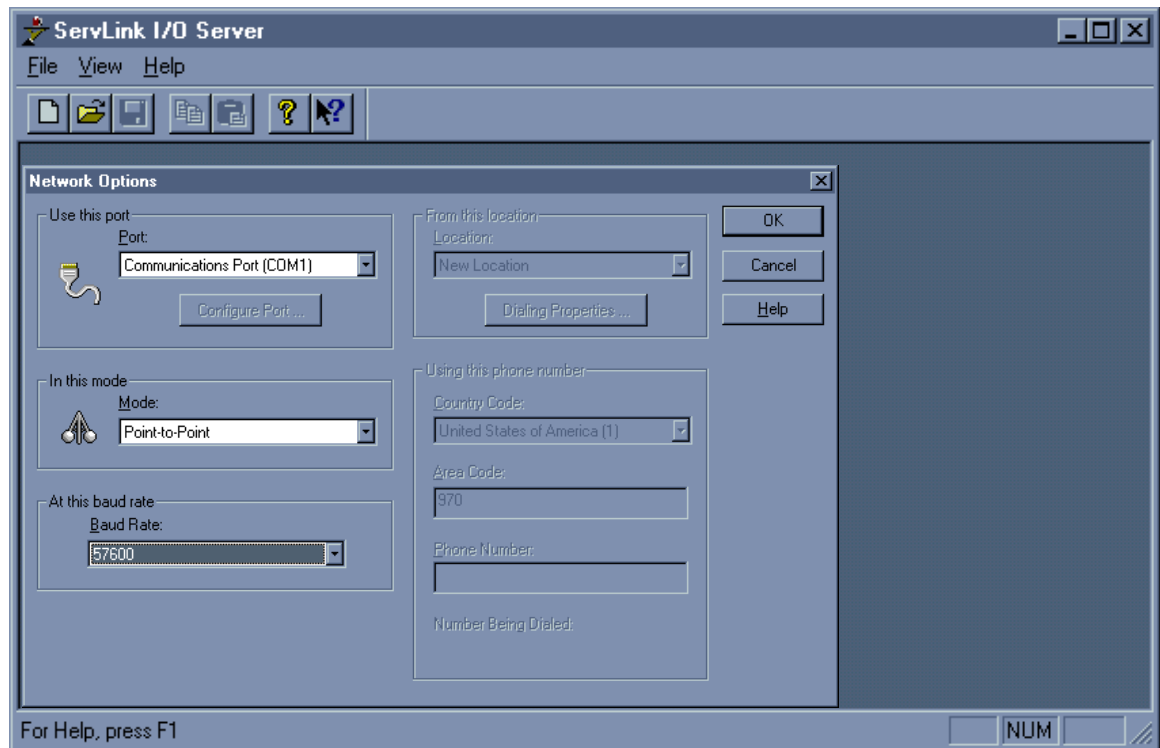 ServLink I/O Server
File View Help
Network Options
Use this port
Port:
Communications Port (COM1)
Configure Port ...
In this mode
Mode:
Point-to-Point
At this baud rate
Baud Rate:
57600
From this location
Location:
New Location
Dialing Properties ...
Using this phone number
Country Code:
United States of America (1)
Area Code:
970
Phone Number:
Number Being Dialed:
OK
Cancel
Help
For Help, press F1
NUM